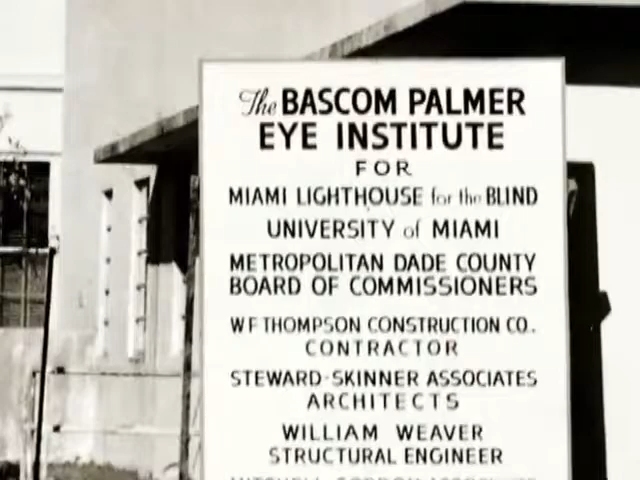 The BASCOM PALMER
EYE INSTITUTE
FOR
MIAMI LIGHTHOUSE for the BLIND
UNIVERSITY of MIAMI
METROPOLITAN DADE COUNTY
BOARD OF COMMISSIONERS
W F THOMPSON CONSTRUCTION CO.
CONTRACTOR
STEWARD-SKINNER ASSOCIATES
ARCHITECTS
WILLIAM WEAVER
STRUCTURAL ENGINEER